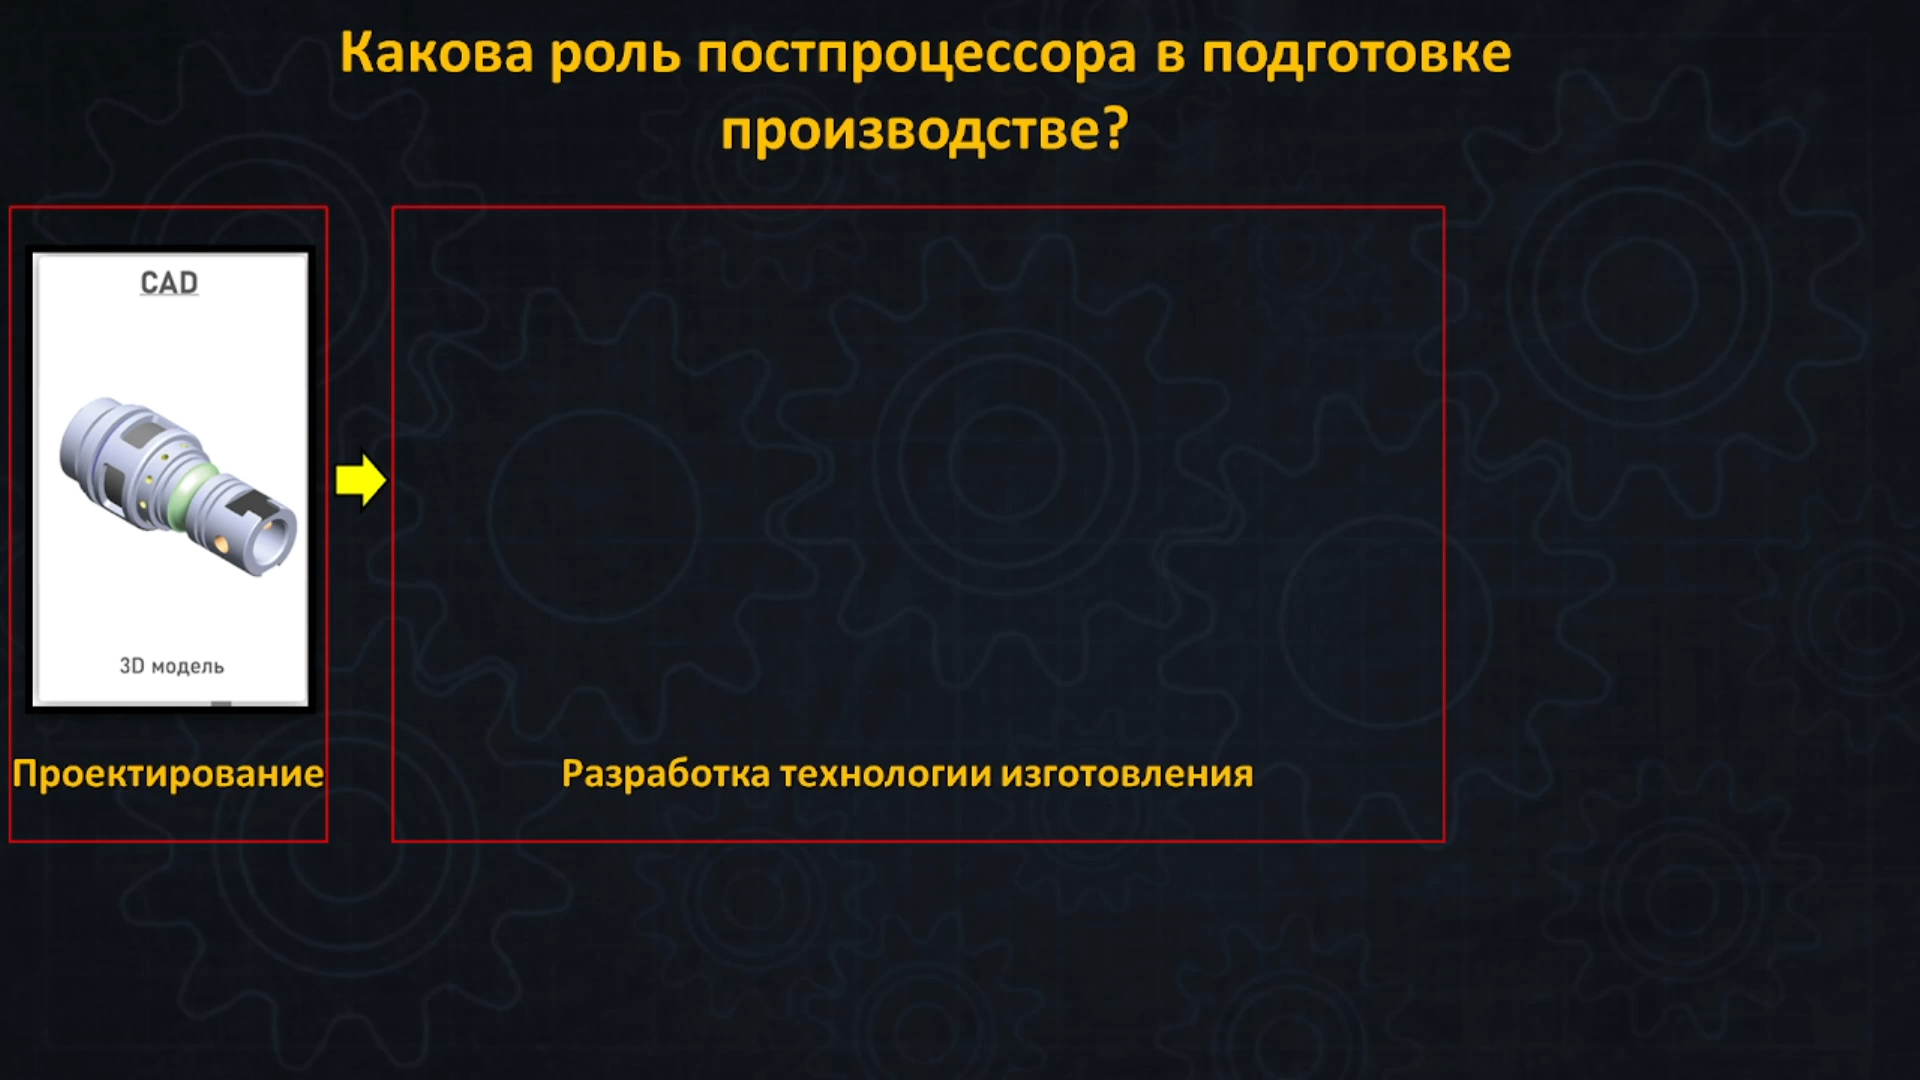 Какова роль постпроцессора в подготовке
производстве?
CAD
3D модель
Проектирование
Разработка технологии изготовления